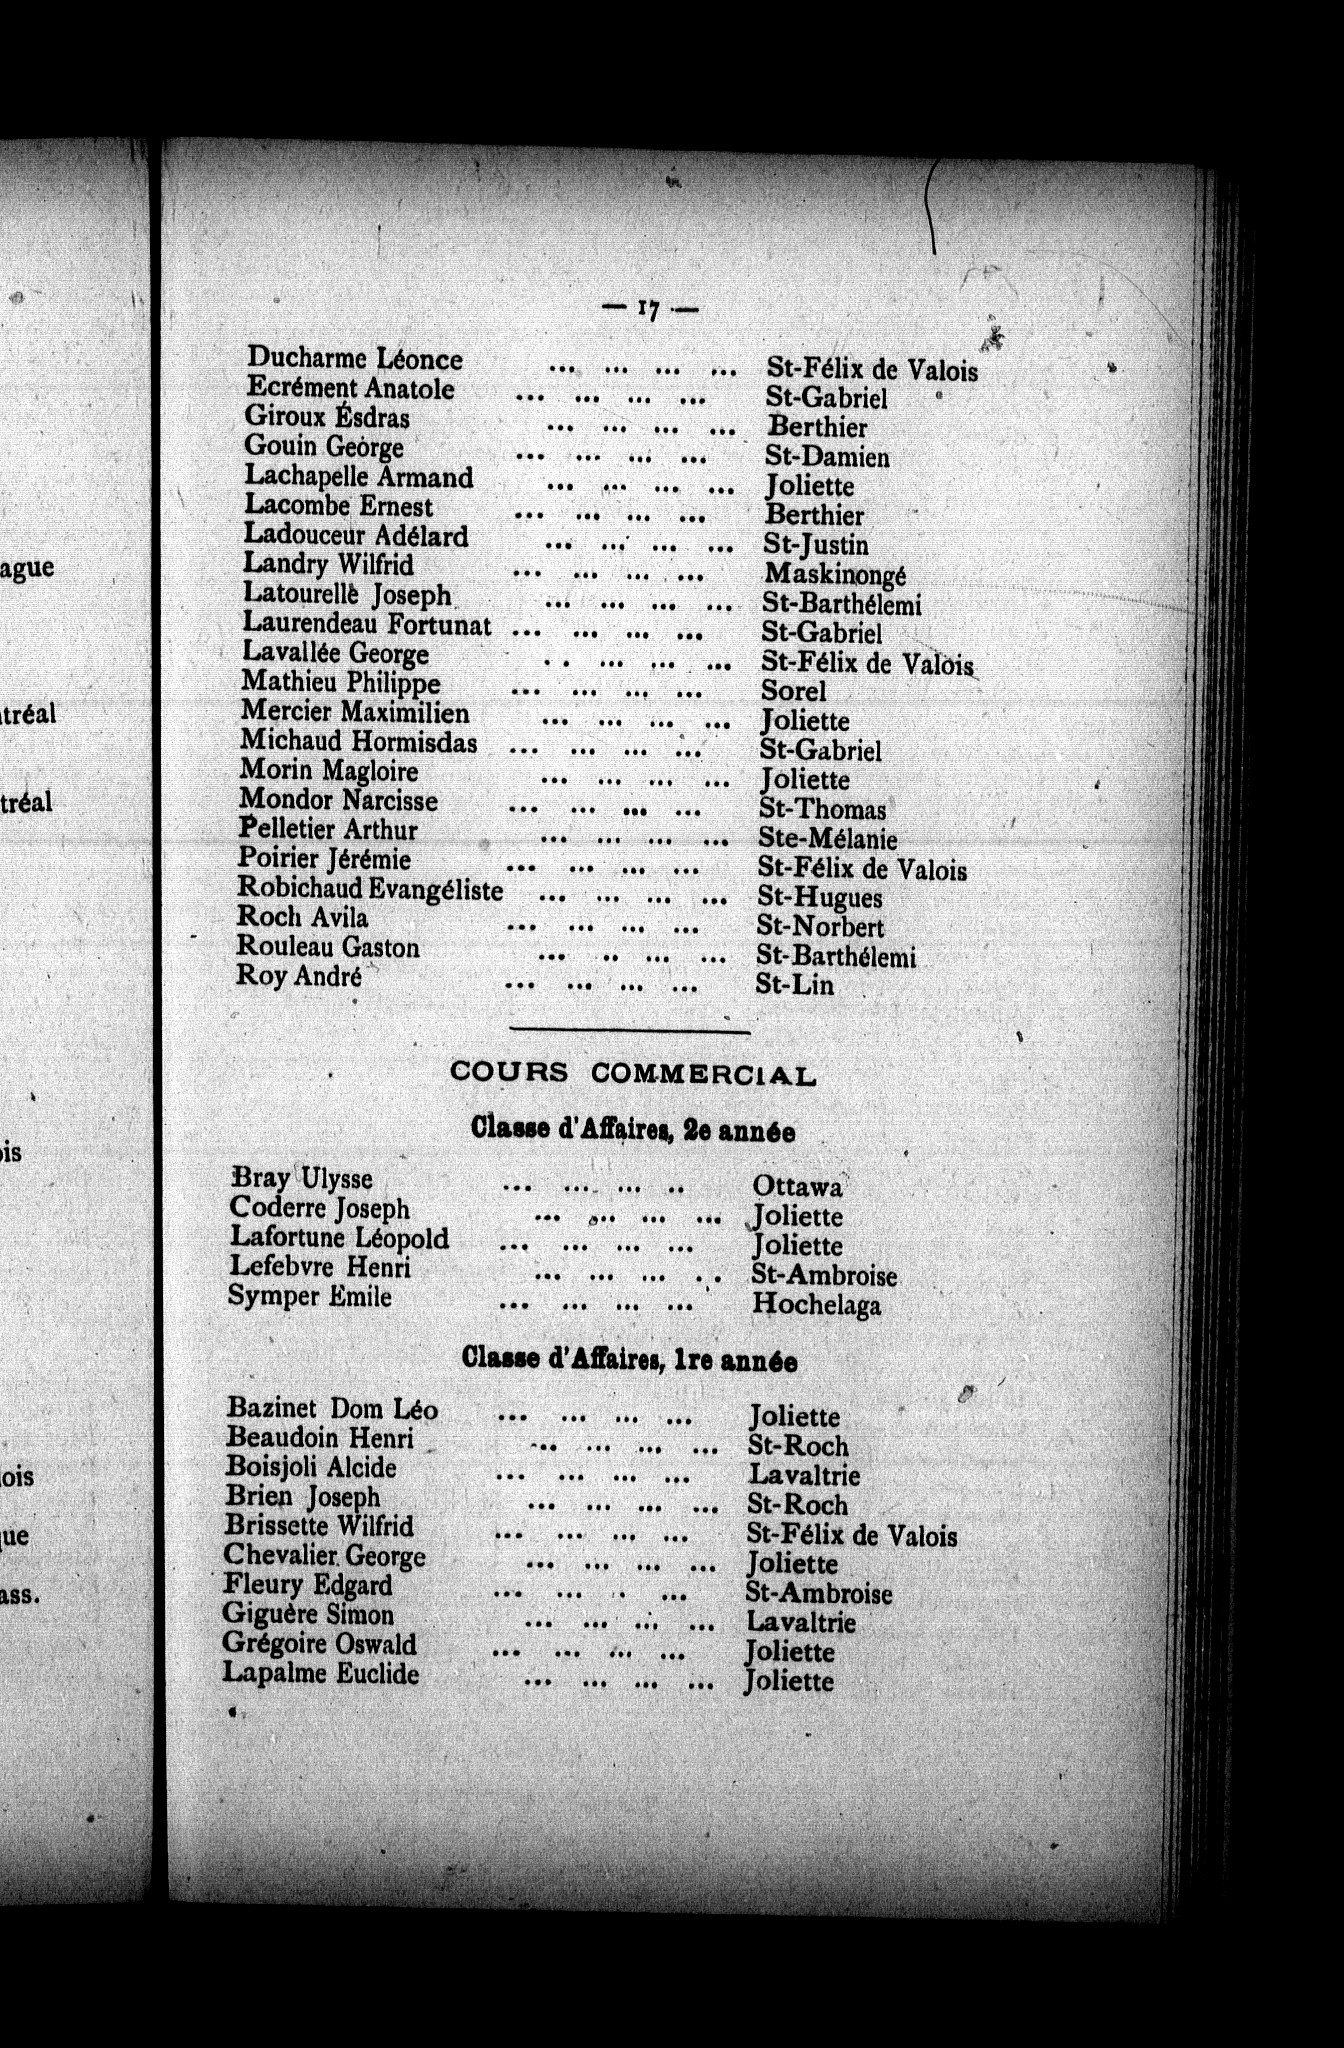 ague
tréal
tréal
ois
ue
ass.
— 17 —
Ducharme Léonce ... ... ... ... St-Félix de Valois
Ecrément Anatole ... ... ... ... St-Gabriel
Giroux Ésdras ... ... ... ... Berthier
Gouin George ... ... ... ... St-Damien
Lachapelle Armand ... ... ... ... Joliette
Lacombe Ernest ... ... ... ... Berthier
Ladouceur Adélard ... ... ... ... St-Justin
Landry Wilfrid ... ... ... ... Maskinongé
Latourelle Joseph ... ... ... ... St-Barthélemi
Laurendeau Fortunat ... ... ... ... St-Gabriel
Lavallée George . . ... ... ... St-Félix de Valois
Mathieu Philippe ... ... ... ... Sorel
Mercier Maximilien ... ... ... ... Joliette
Michaud Hormisdas ... ... ... ... St-Gabriel
Morin Magloire ... ... ... ... Joliette
Mondor Narcisse ... ... ... ... St-Thomas
Pelletier Arthur ... ... ... ... Ste-Mélanie
Poirier Jérémie ... ... ... ... St-Félix de Valois
Robichaud Evangéliste ... ... ... ... St-Hugues
Roch Avila ... ... ... ... St-Norbert
Rouleau Gaston ... .. ... ... St-Barthélemi
Roy André ... ... ... ... St-Lin
COURS COMMERCIAL
Classe d'Affaires, 2e année
Bray Ulysse ... ... ... .. Ottawa
Coderre Joseph ... ... ... ... Joliette
Lafortune Léopold ... ... ... ... Joliette
Lefebvre Henri ... ... ... . . St-Ambroise
Symper Emile ... ... ... ... Hochelaga
Classe d'Affaires, 1re année
Bazinet Dom Léo ... ... ... ... Joliette
Beaudoin Henri ... ... ... ... St-Roch
Boisjoli Alcide ... ... ... ... Lavaltrie
Brien Joseph ... ... ... ... St-Roch
Brissette Wilfrid ... ... ... ... St-Félix de Valois
Chevalier George ... ... ... ... Joliette
Fleury Edgard ... ... . ... St-Ambroise
Giguère Simon ... ... ... ... Lavaltrie
Grégoire Oswald ... ... ... ... Joliette
Lapalme Euclide ... ... ... ... Joliette